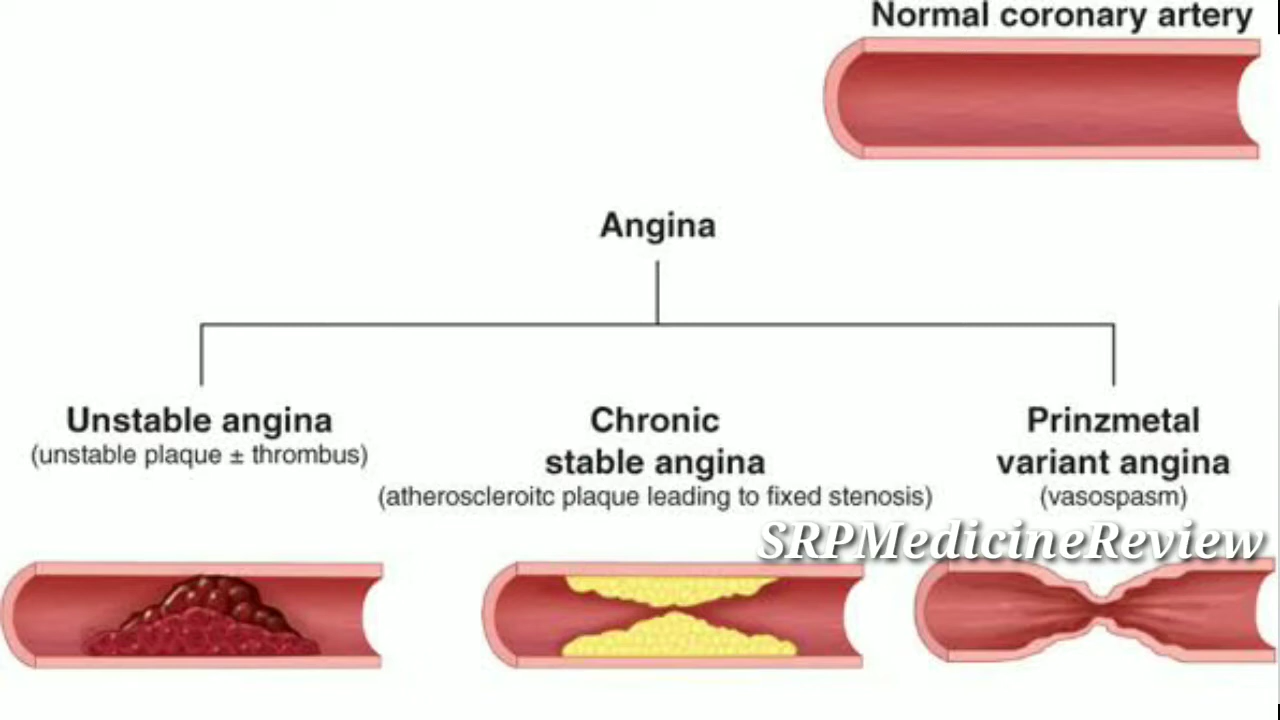 Normal coronary artery
Angina
Unstable angina
(unstable plaque ± thrombus)
Chronic
stable angina
(atheroscleroitc plaque leading to fixed stenosis)
Prinzmetal
variant angina
(vasospasm)
SRPMedicineReview